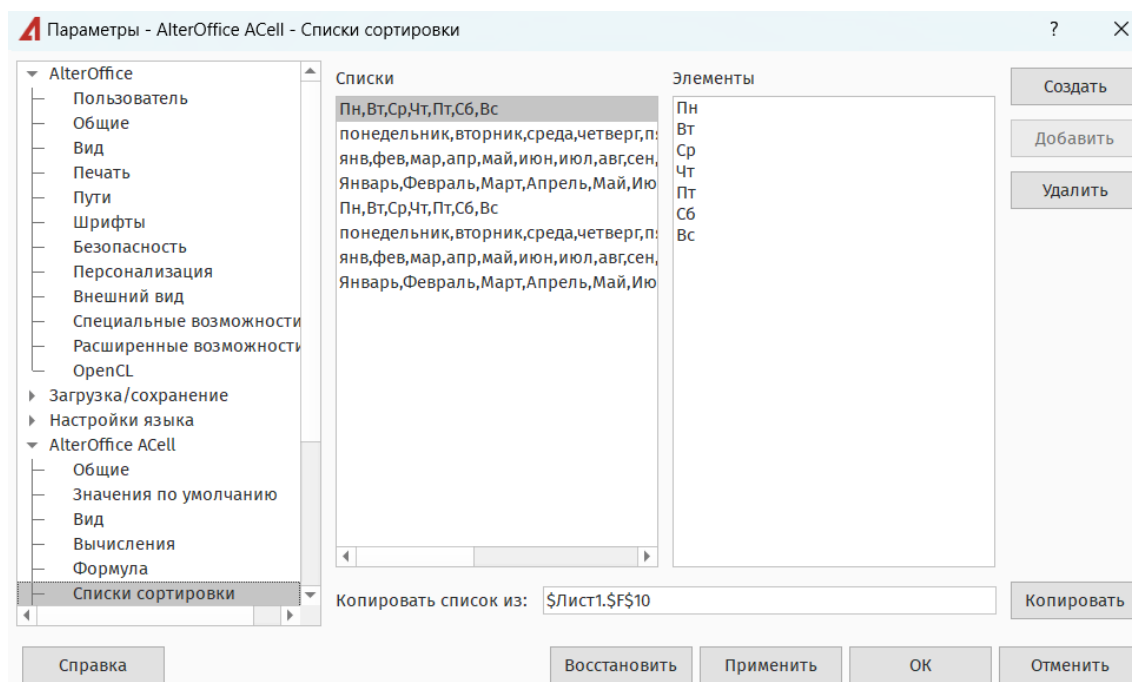 Параметры - AlterOffice ACell - Списки сортировки
AlterOffice
Пользователь
Общие
Вид
Печать
Пути
Шрифты
Безопасность
Персонализация
Внешний вид
Специальные возможности
Расширенные возможности
OpenCL
Загрузка/сохранение
Настройки языка
AlterOffice ACell
Общие
Значения по умолчанию
Вид
Вычисления
Формула
Списки сортировки
Списки
Пн,Вт,Ср,Чт,Пт,Сб,Вс
понедельник,вторник,среда,четверг,пя
янв,фев,мар,апр,май,июн,июл,авг,сен,
Январь,Февраль,Март,Апрель,Май,Ию
Пн,Вт,Ср,Чт,Пт,Сб,Вс
понедельник,вторник,среда,четверг,пя
янв,фев,мар,апр,май,июн,июл,авг,сен,
Январь,Февраль,Март,Апрель,Май,Ию
Элементы
Пн
Вт
Ср
Чт
Пт
Сб
Вс
Создать
Добавить
Удалить
Копировать список из: $Лист1.$F$10
Копировать
Справка
Восстановить
Применить
ОК
Отменить